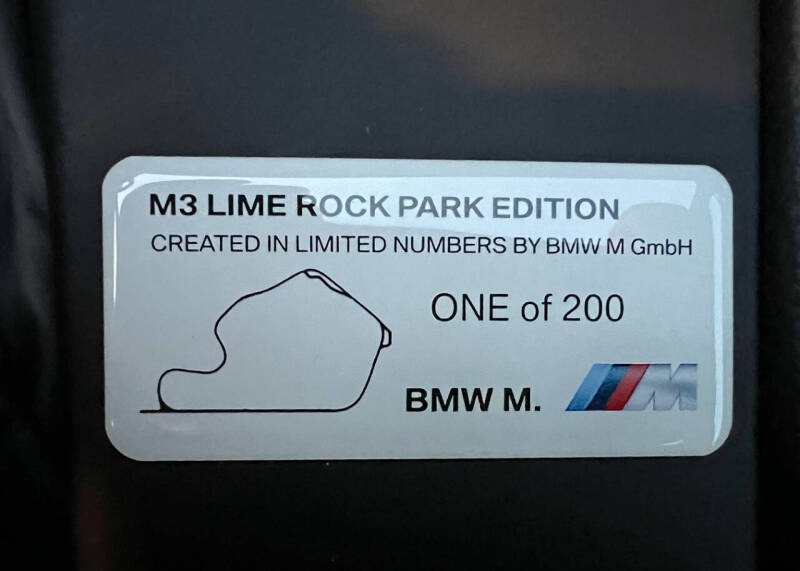 M3 LIME ROCK PARK EDITION
CREATED IN LIMITED NUMBERS BY BMW M GmbH
ONE of 200
BMW M.
M